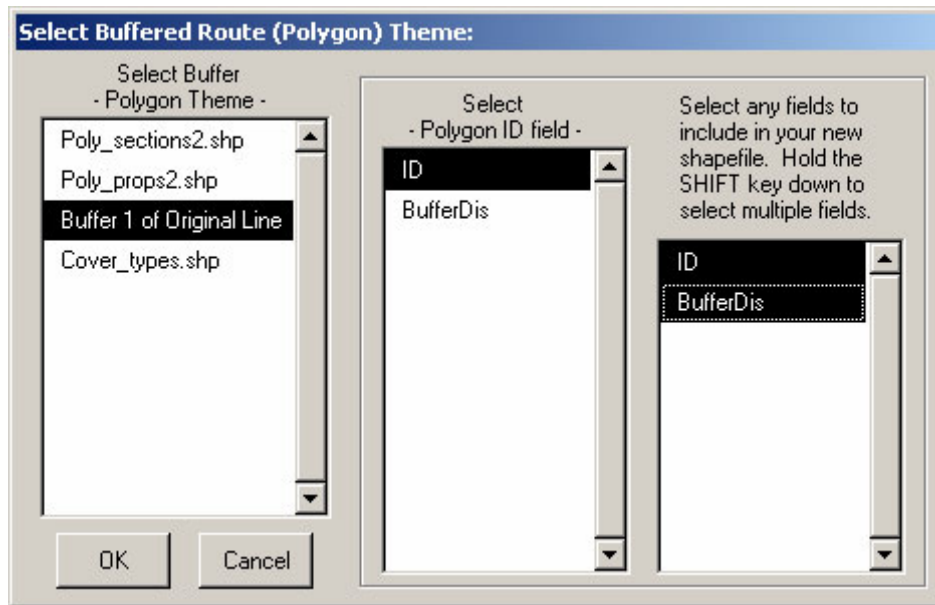 Select Buffered Route (Polygon) Theme:
Select Buffer
- Polygon Theme -
Poly_sections2.shp
Poly_props2.shp
Buffer 1 of Original Line
Cover_types.shp
OK
Cancel
Select
- Polygon ID field -
ID
BufferDis
Select any fields to
include in your new
shapefile. Hold the
SHIFT key down to
select multiple fields.
ID
BufferDis